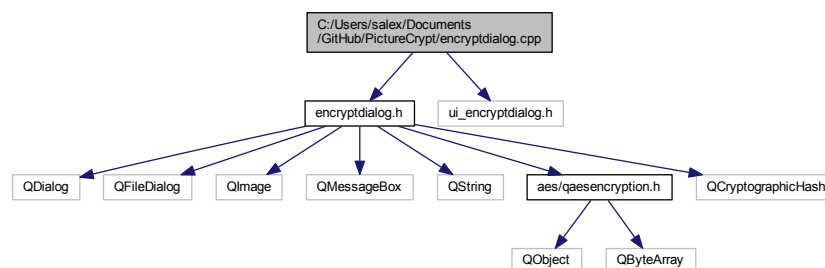 C:/Users/salex/Documents
/GitHub/PictureCrypt/encryptdialog.cpp
encryptdialog.h
ui_encryptdialog.h
QDialog
QFileDialog
QImage
QMessageBox
QString
aes/qaesencryption.h
QCryptographicHash
QObject
QByteArray